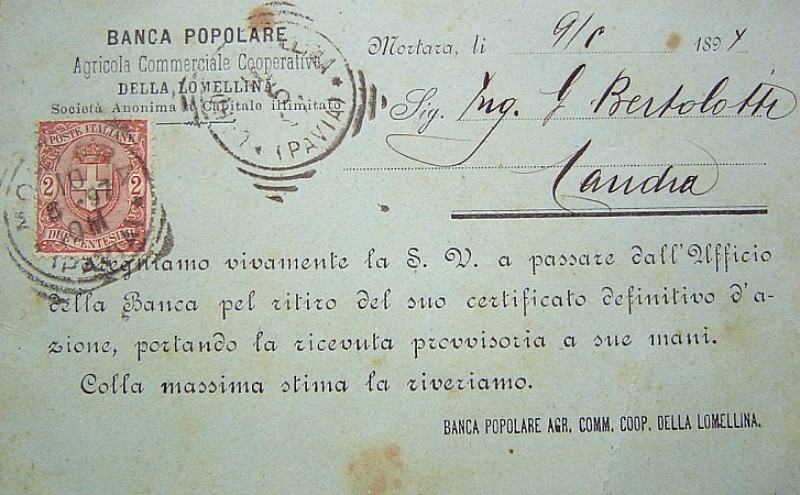 BANCA POPOLARE
Agricola Commerciale Cooperativa
DELLA LOMELLINA
Società Anonima a Capitale illimitato
Mortara, li 9/6 1897
Sig. Ing. G Bertolotti
Candia
POSTE ITALIANE
2 2
DUE CENTESIMI
10
97
(PAVIA)
Preghiamo vivamente la S. V. a passare dall'Ufficio
della Banca pel ritiro del suo certificato definitivo d'a-
zione, portando la ricevuta provvisoria a sue mani.
Colla massima stima la riveriamo.
BANCA POPOLARE AGR. COMM. COOP. DELLA LOMELLINA.